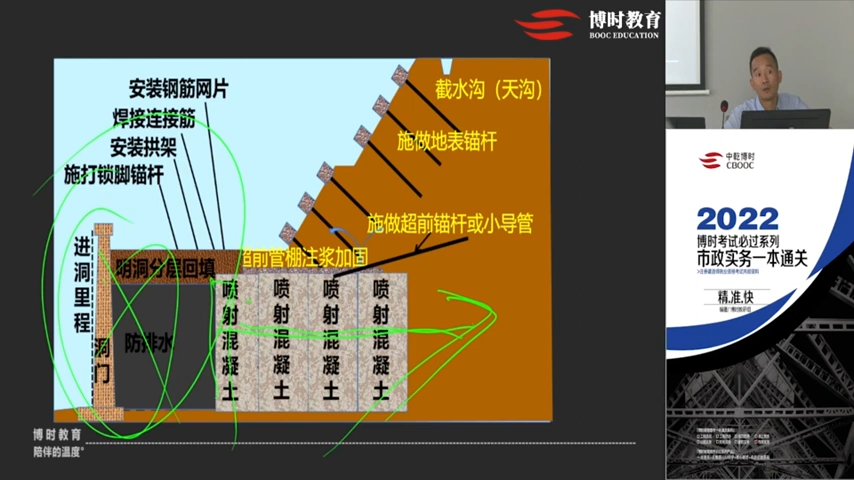 博时教育
BOOC EDUCATION
安装钢筋网片
焊接连接筋
安装拱架
施打锁脚锚杆
截水沟（天沟）
施做地表锚杆
施做超前锚杆或小导管
超前管棚注浆加固
明洞分层回填
进洞里程
洞门
防排水
喷射混凝土
喷射混凝土
喷射混凝土
喷射混凝土
博时教育
陪伴的温度
中乾博时
CBOOC
2022
博时考试必过系列
市政实务一本通关
精,准,快